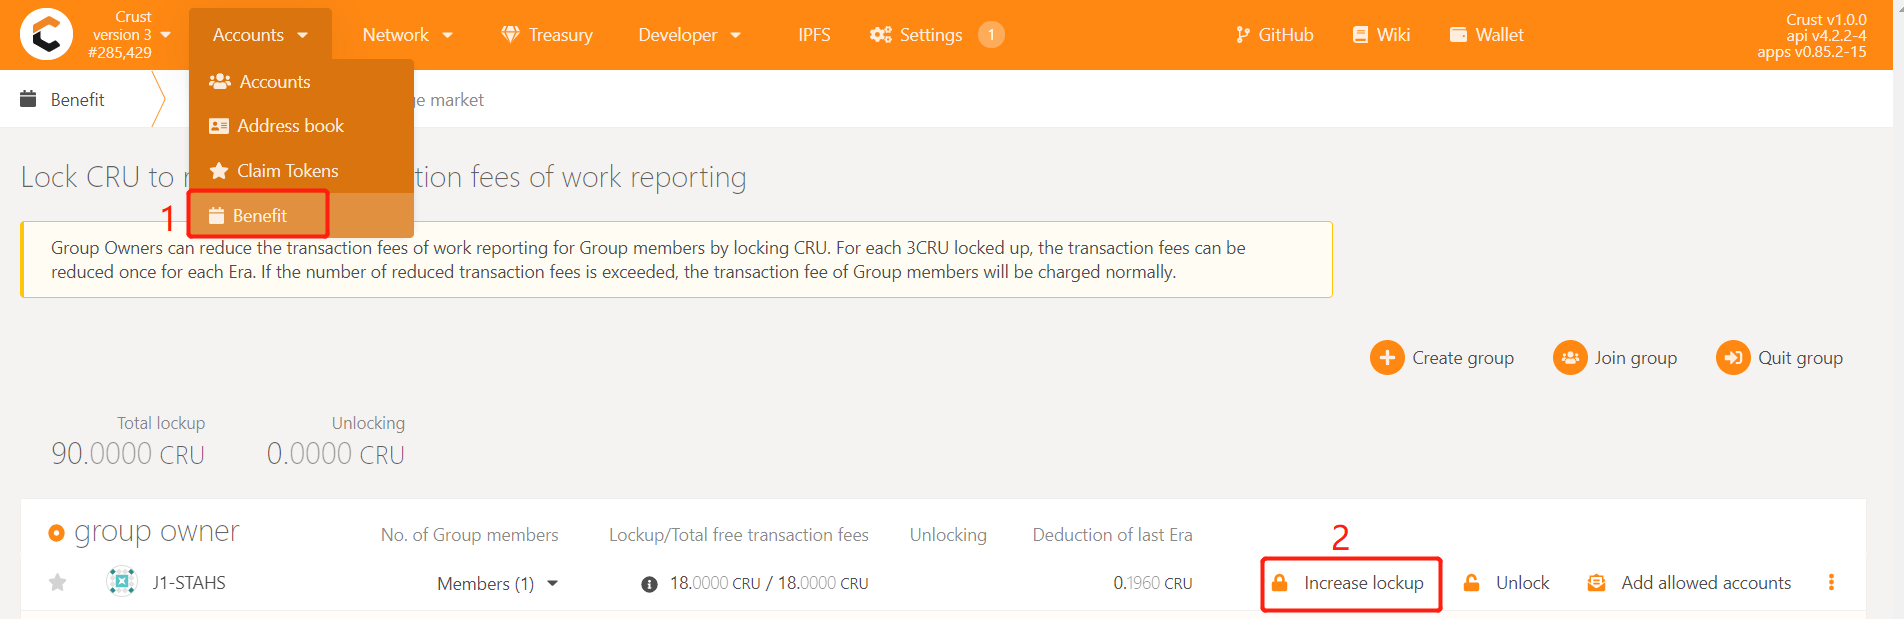 Crust
version 3
#285,429
Accounts
Network
Treasury
Developer
IPFS
Settings
1
GitHub
Wiki
Wallet
Crust v1.0.0
api v4.2.2-4
apps v0.85.2-15
Accounts
Address book
Claim Tokens
1
Benefit
Benefit
market
Lock CRU to
fees of work reporting
Group Owners can reduce the transaction fees of work reporting for Group members by locking CRU. For each 3CRU locked up, the transaction fees can be
reduced once for each Era. If the number of reduced transaction fees is exceeded, the transaction fee of Group members will be charged normally.
Create group
Join group
Quit group
Total lockup
Unlocking
90.0000 CRU
0.0000 CRU
group owner
No. of Group members
Lockup/Total free transaction fees
Unlocking
Deduction of last Era
2
J1-STAHS
Members (1)
18.0000 CRU / 18.0000 CRU
0.1960 CRU
Increase lockup
Unlock
Add allowed accounts